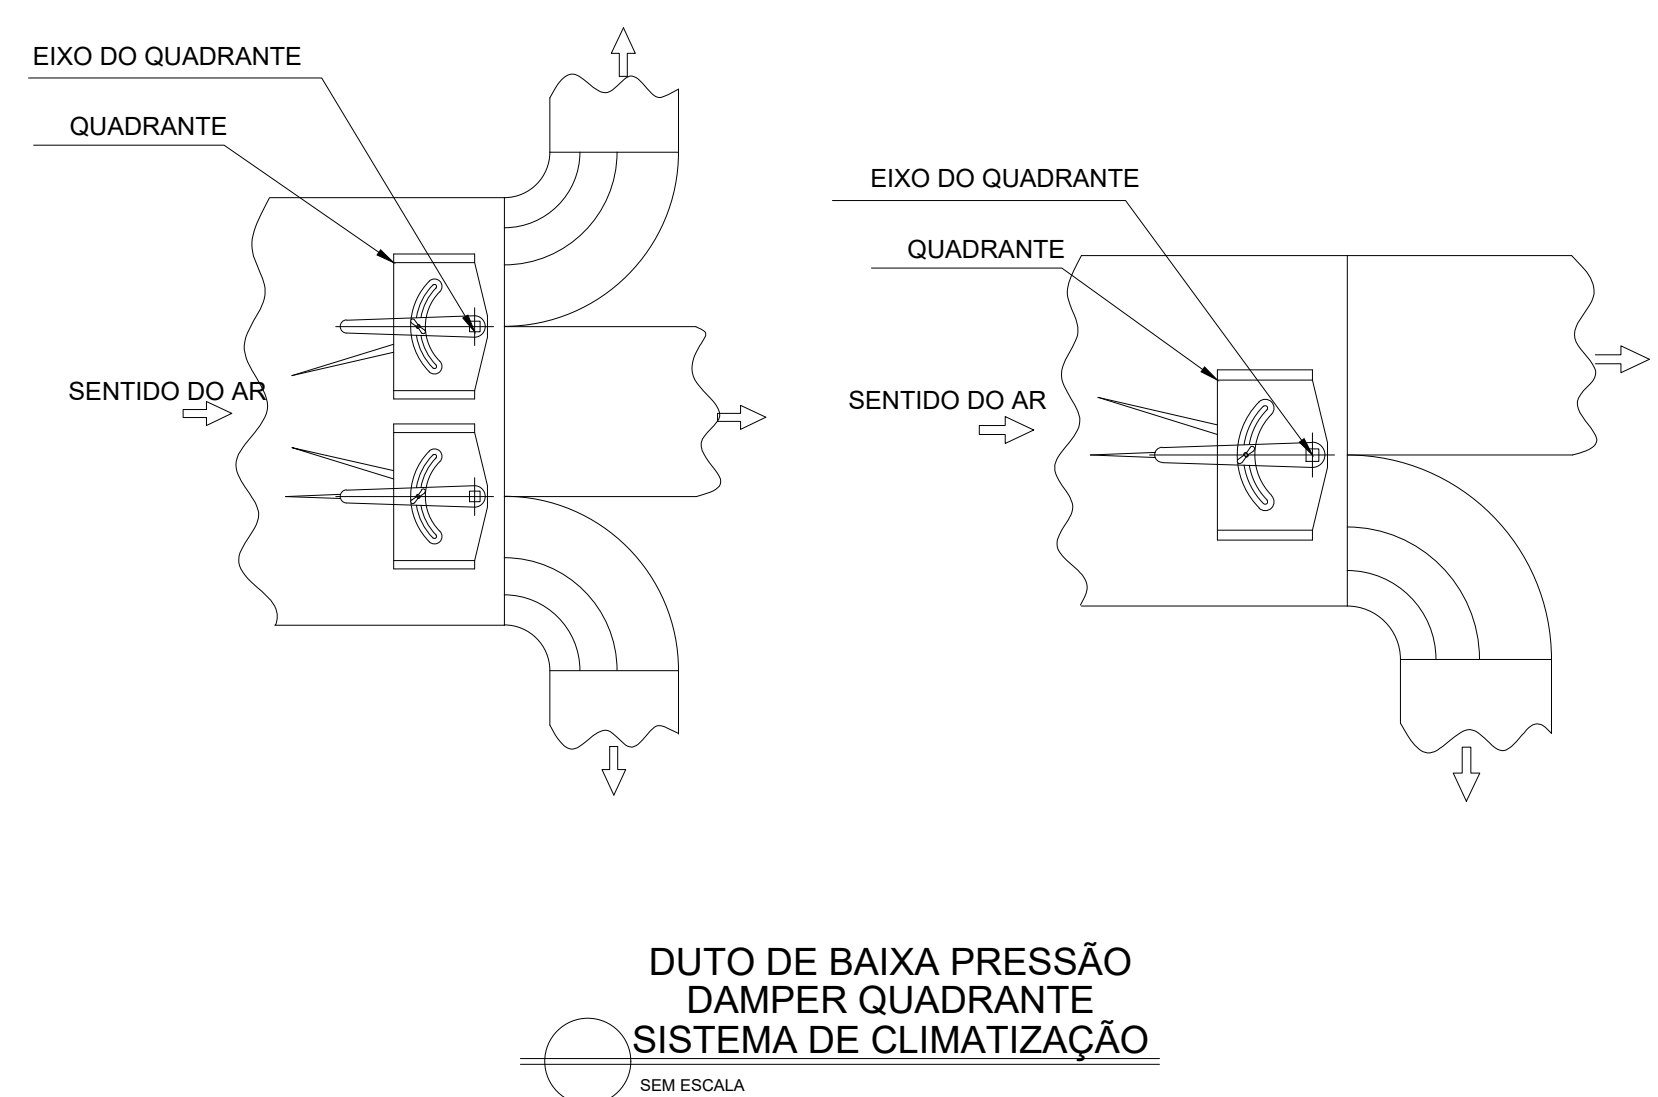 EIXO DO QUADRANTE
QUADRANTE
SENTIDO DO AR
EIXO DO QUADRANTE
QUADRANTE
SENTIDO DO AR
DUTO DE BAIXA PRESSÃO
DAMPER QUADRANTE
SISTEMA DE CLIMATIZAÇÃO
SEM ESCALA